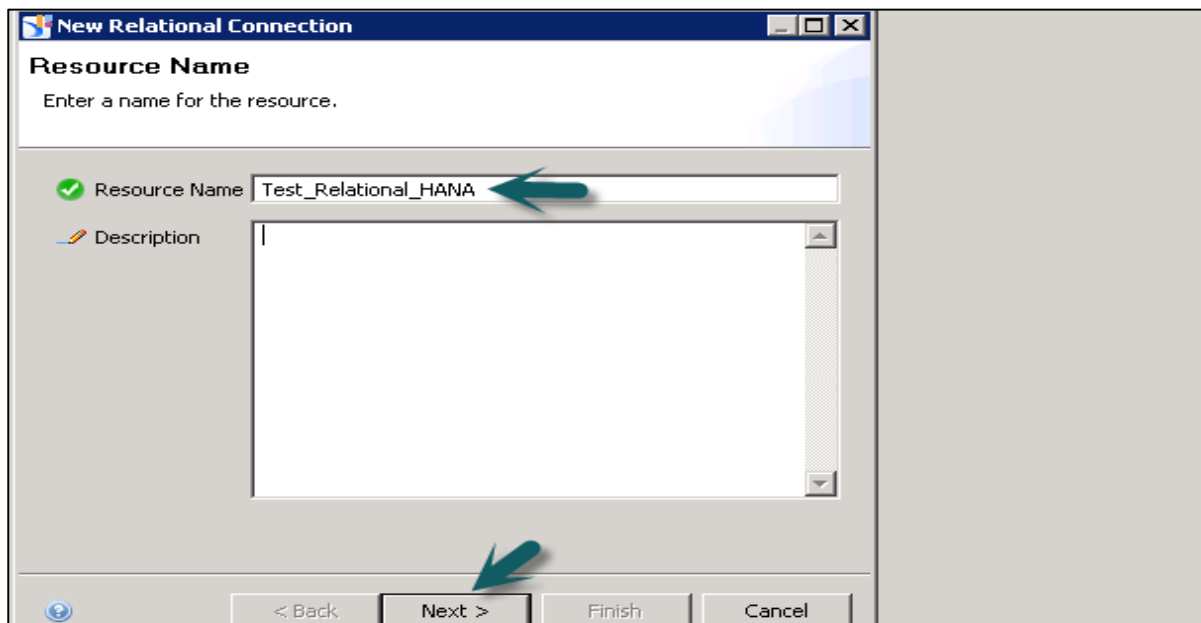 New Relational Connection
Resource Name
Enter a name for the resource.
Resource Name Test_Relational_HANA
Description
< Back Next > Finish Cancel